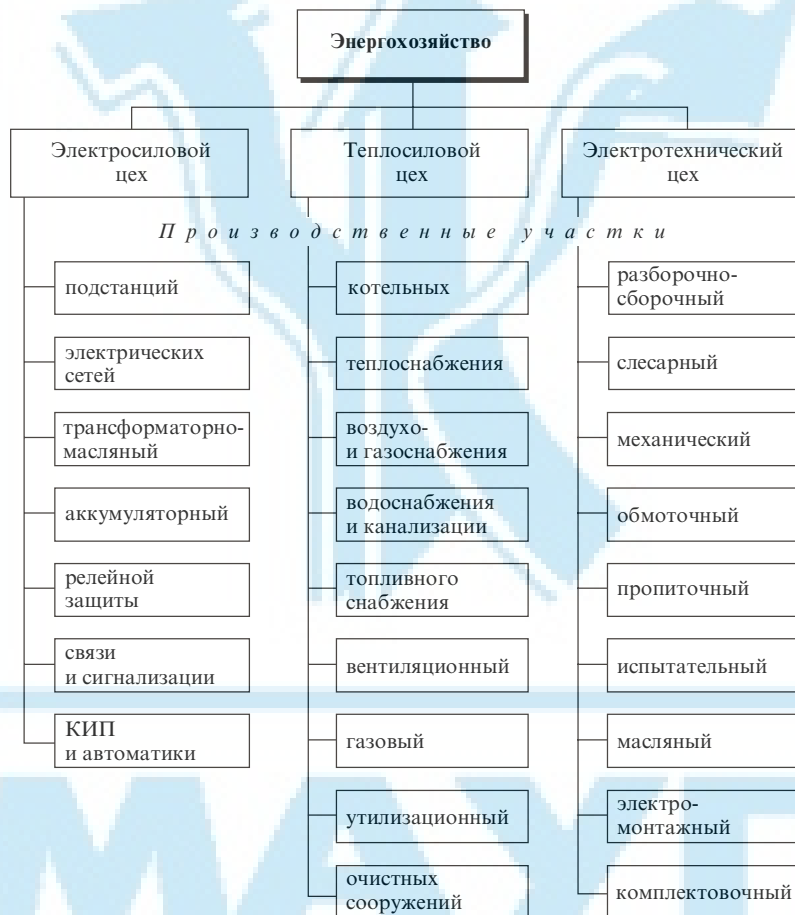 Энергохозяйство
Электросиловой
цех
Теплосиловой
цех
Электротехнический
цех
Производственные участки
подстанций
электрических
сетей
трансформаторно-
масляный
аккумуляторный
релейной
защиты
связи
и сигнализации
КИП
и автоматики
котельных
теплоснабжения
воздухо-
и газоснабжения
водоснабжения
и канализации
топливного
снабжения
вентиляционный
газовый
утилизационный
очистных
сооружений
разборочно-
сборочный
слесарный
механический
обмоточный
пропиточный
испытательный
масляный
электро-
монтажный
комплектовочный